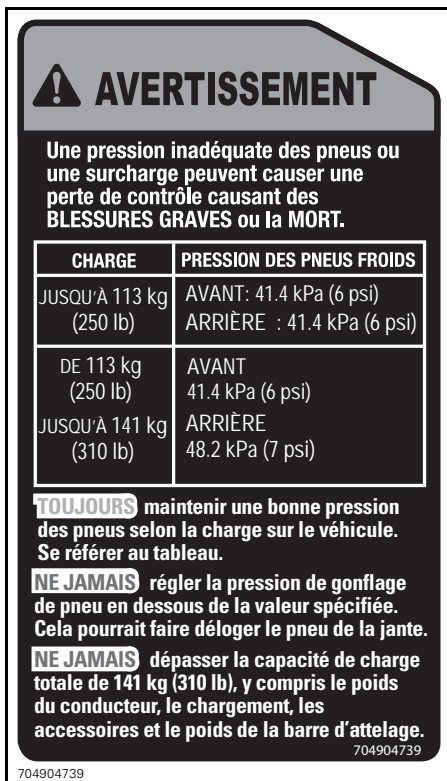 AVERTISSEMENT
Une pression inadéquate des pneus ou
une surcharge peuvent causer une
perte de contrôle causant des
BLESSURES GRAVES ou la MORT.
CHARGE PRESSION DES PNEUS FROIDS
JUSQU'À 113 kg AVANT: 41.4 kPa (6 psi)
(250 lb) ARRIÈRE : 41.4 kPa (6 psi)
DE 113 kg AVANT
(250 lb) 41.4 kPa (6 psi)
JUSQU'À 141 kg ARRIÈRE
(310 lb) 48.2 kPa (7 psi)
TOUJOURS maintenir une bonne pression
des pneus selon la charge sur le véhicule.
Se référer au tableau.
NE JAMAIS régler la pression de gonflage
de pneu en dessous de la valeur spécifiée.
Cela pourrait faire déloger le pneu de la jante.
NE JAMAIS dépasser la capacité de charge
totale de 141 kg (310 lb), y compris le poids
du conducteur, le chargement, les
accessoires et le poids de la barre d'attelage.
704904739
704904739